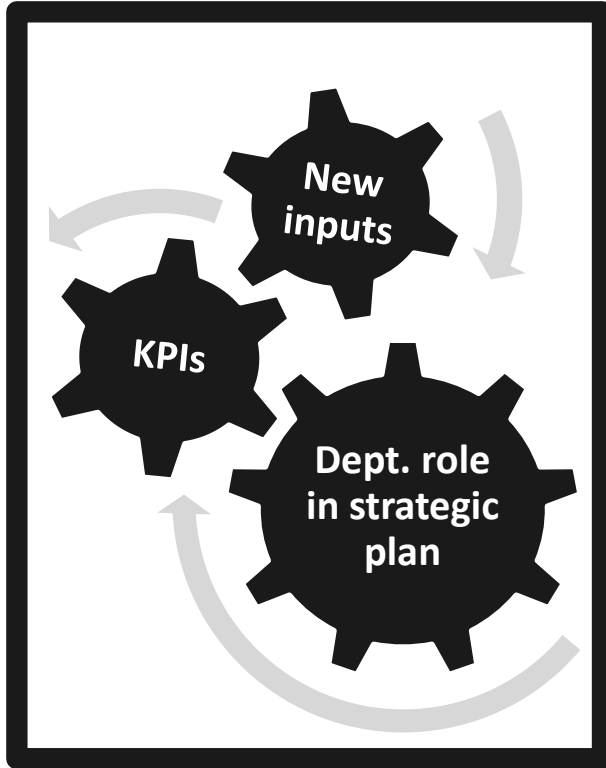 New
inputs
KPIs
Dept. role
in strategic
plan